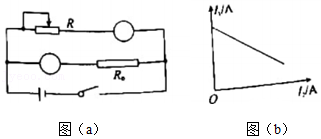 R
R₀
I₁/A
O
I₂/A
图（a）
图（b）